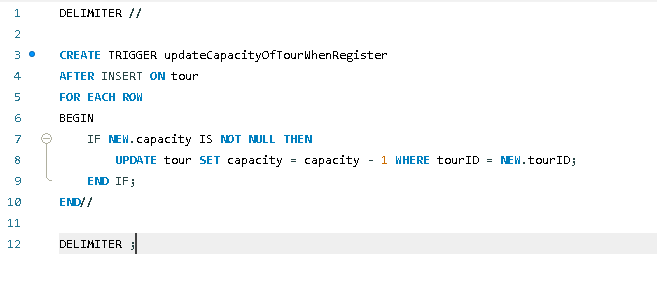 1 DELIMITER //
2
3 CREATE TRIGGER updateCapacityOfTourWhenRegister
4 AFTER INSERT ON tour
5 FOR EACH ROW
6 BEGIN
7 IF NEW.capacity IS NOT NULL THEN
8 UPDATE tour SET capacity = capacity - 1 WHERE tourID = NEW.tourID;
9 END IF;
10 END//
11
12 DELIMITER ;